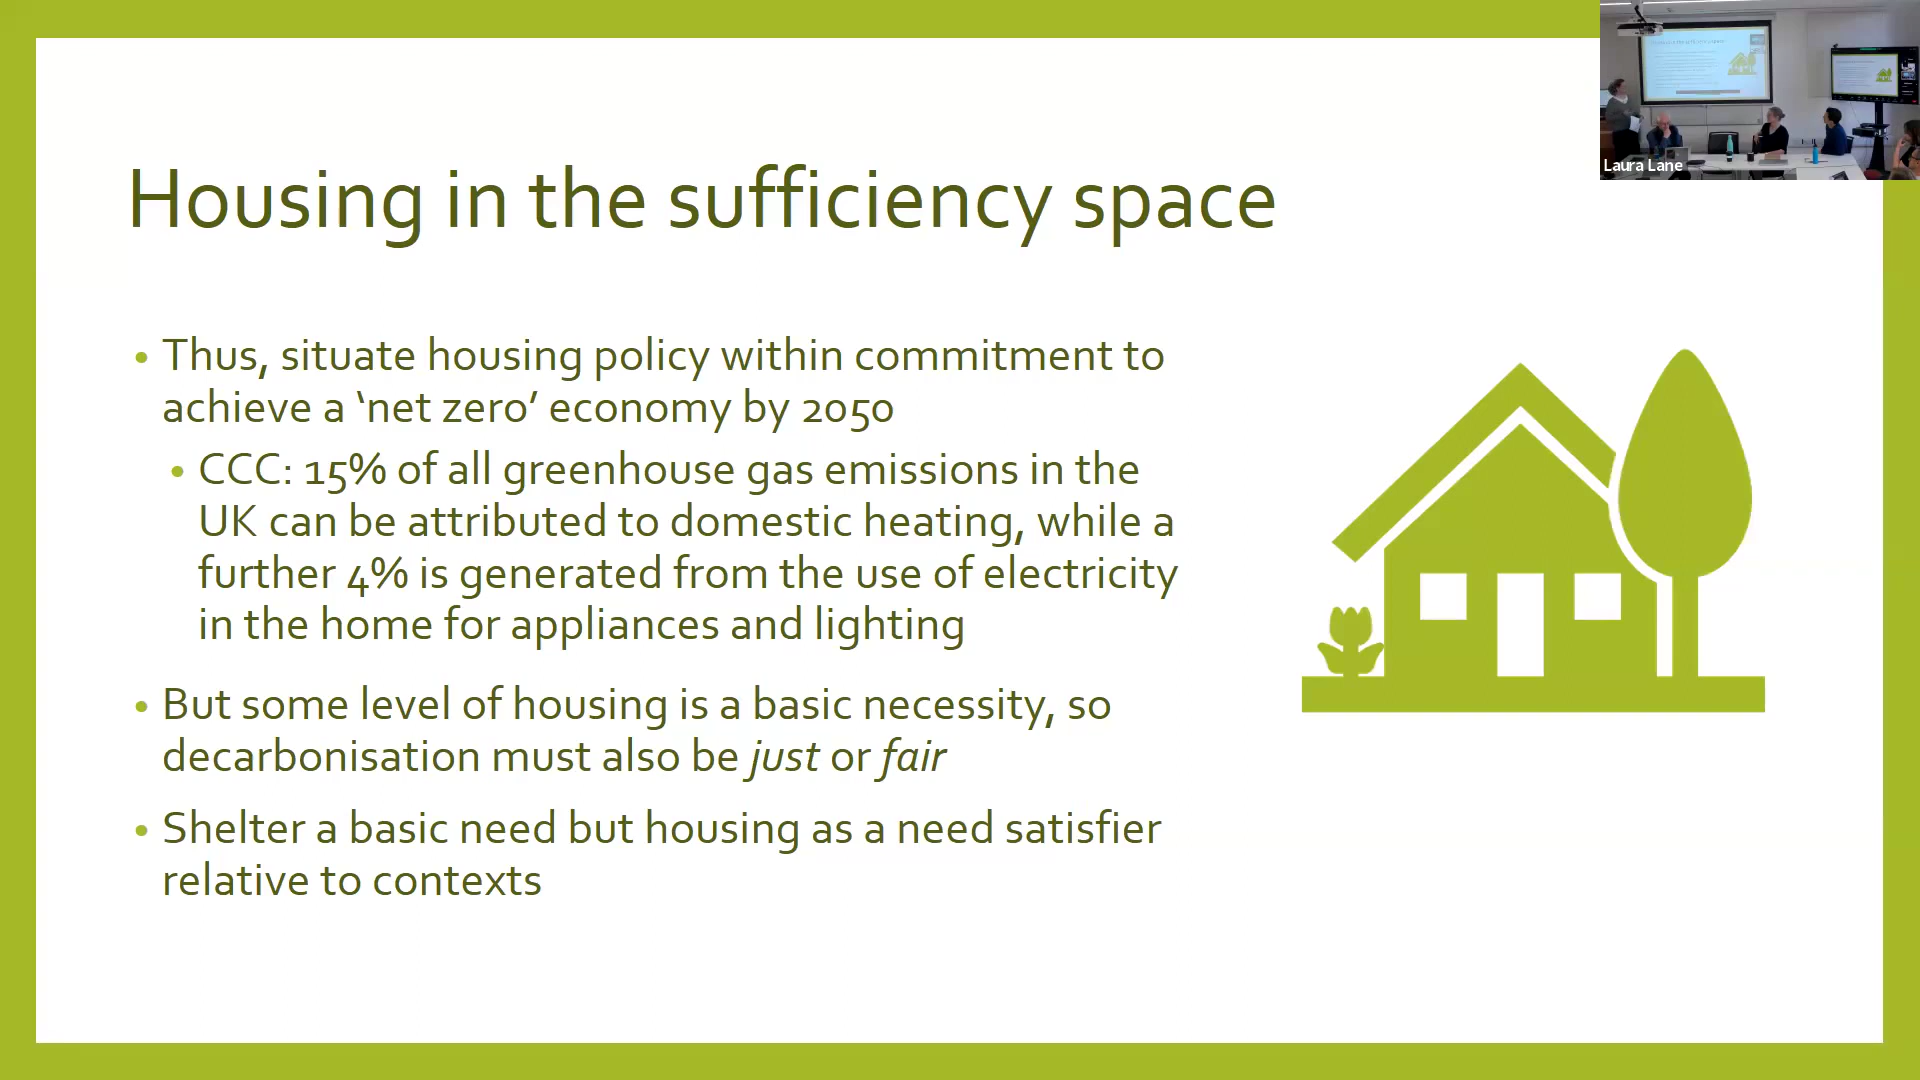 Housing in the sufficiency space
• Thus, situate housing policy within commitment to
achieve a ‘net zero’ economy by 2050
• CCC: 15% of all greenhouse gas emissions in the
UK can be attributed to domestic heating, while a
further 4% is generated from the use of electricity
in the home for appliances and lighting
• But some level of housing is a basic necessity, so
decarbonisation must also be just or fair
• Shelter a basic need but housing as a need satisfier
relative to contexts
Laura Lane